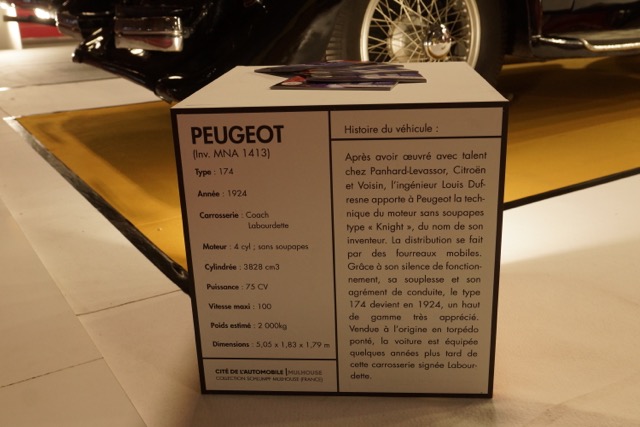 PEUGEOT
(Inv. MNA 1413)
Type : 174
Année : 1924
Carrosserie : Coach
Labourdette
Moteur : 4 cyl ; sans soupapes
Cylindrée : 3828 cm3
Puissance : 75 CV
Vitesse maxi : 100
Poids estimé : 2 000kg
Dimensions : 5,05 x 1,83 x 1,79 m
CITÉ DE L'AUTOMOBILE | MULHOUSE
COLLECTION SCHLUMPF MULHOUSE (FRANCE)
Histoire du véhicule :
Après avoir œuvré avec talent
chez Panhard-Levassor, Citroën
et Voisin, l'ingénieur Louis Duf-
resne apporte à Peugeot la tech-
nique du moteur sans soupapes
type « Knight », du nom de son
inventeur. La distribution se fait
par des fourreaux mobiles.
Grâce à son silence de fonction-
nement, sa souplesse et son
agrément de conduite, le type
174 devient en 1924, un haut
de gamme très apprécié.
Vendue à l'origine en torpédo
ponté, la voiture est équipée
quelques années plus tard de
cette carrosserie signée Labour-
dette.